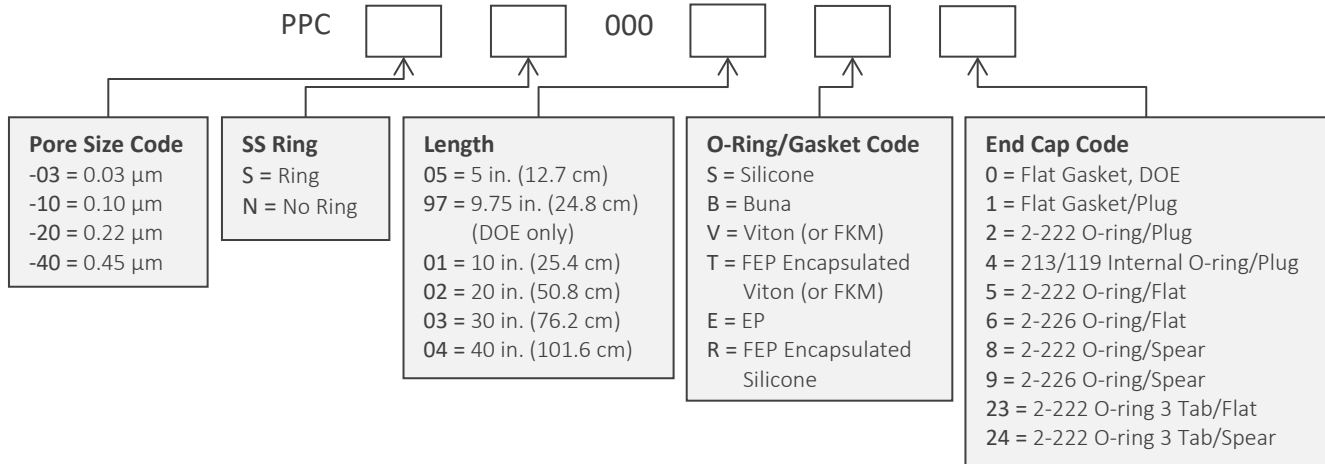 PPC 000
Pore Size Code
-03 = 0.03 μm
-10 = 0.10 μm
-20 = 0.22 μm
-40 = 0.45 μm
SS Ring
S = Ring
N = No Ring
Length
05 = 5 in. (12.7 cm)
97 = 9.75 in. (24.8 cm)
(DOE only)
01 = 10 in. (25.4 cm)
02 = 20 in. (50.8 cm)
03 = 30 in. (76.2 cm)
04 = 40 in. (101.6 cm)
O-Ring/Gasket Code
S = Silicone
B = Buna
V = Viton (or FKM)
T = FEP Encapsulated
Viton (or FKM)
E = EP
R = FEP Encapsulated
Silicone
End Cap Code
0 = Flat Gasket, DOE
1 = Flat Gasket/Plug
2 = 2-222 O-ring/Plug
4 = 213/119 Internal O-ring/Plug
5 = 2-222 O-ring/Flat
6 = 2-226 O-ring/Flat
8 = 2-222 O-ring/Spear
9 = 2-226 O-ring/Spear
23 = 2-222 O-ring 3 Tab/Flat
24 = 2-222 O-ring 3 Tab/Spear